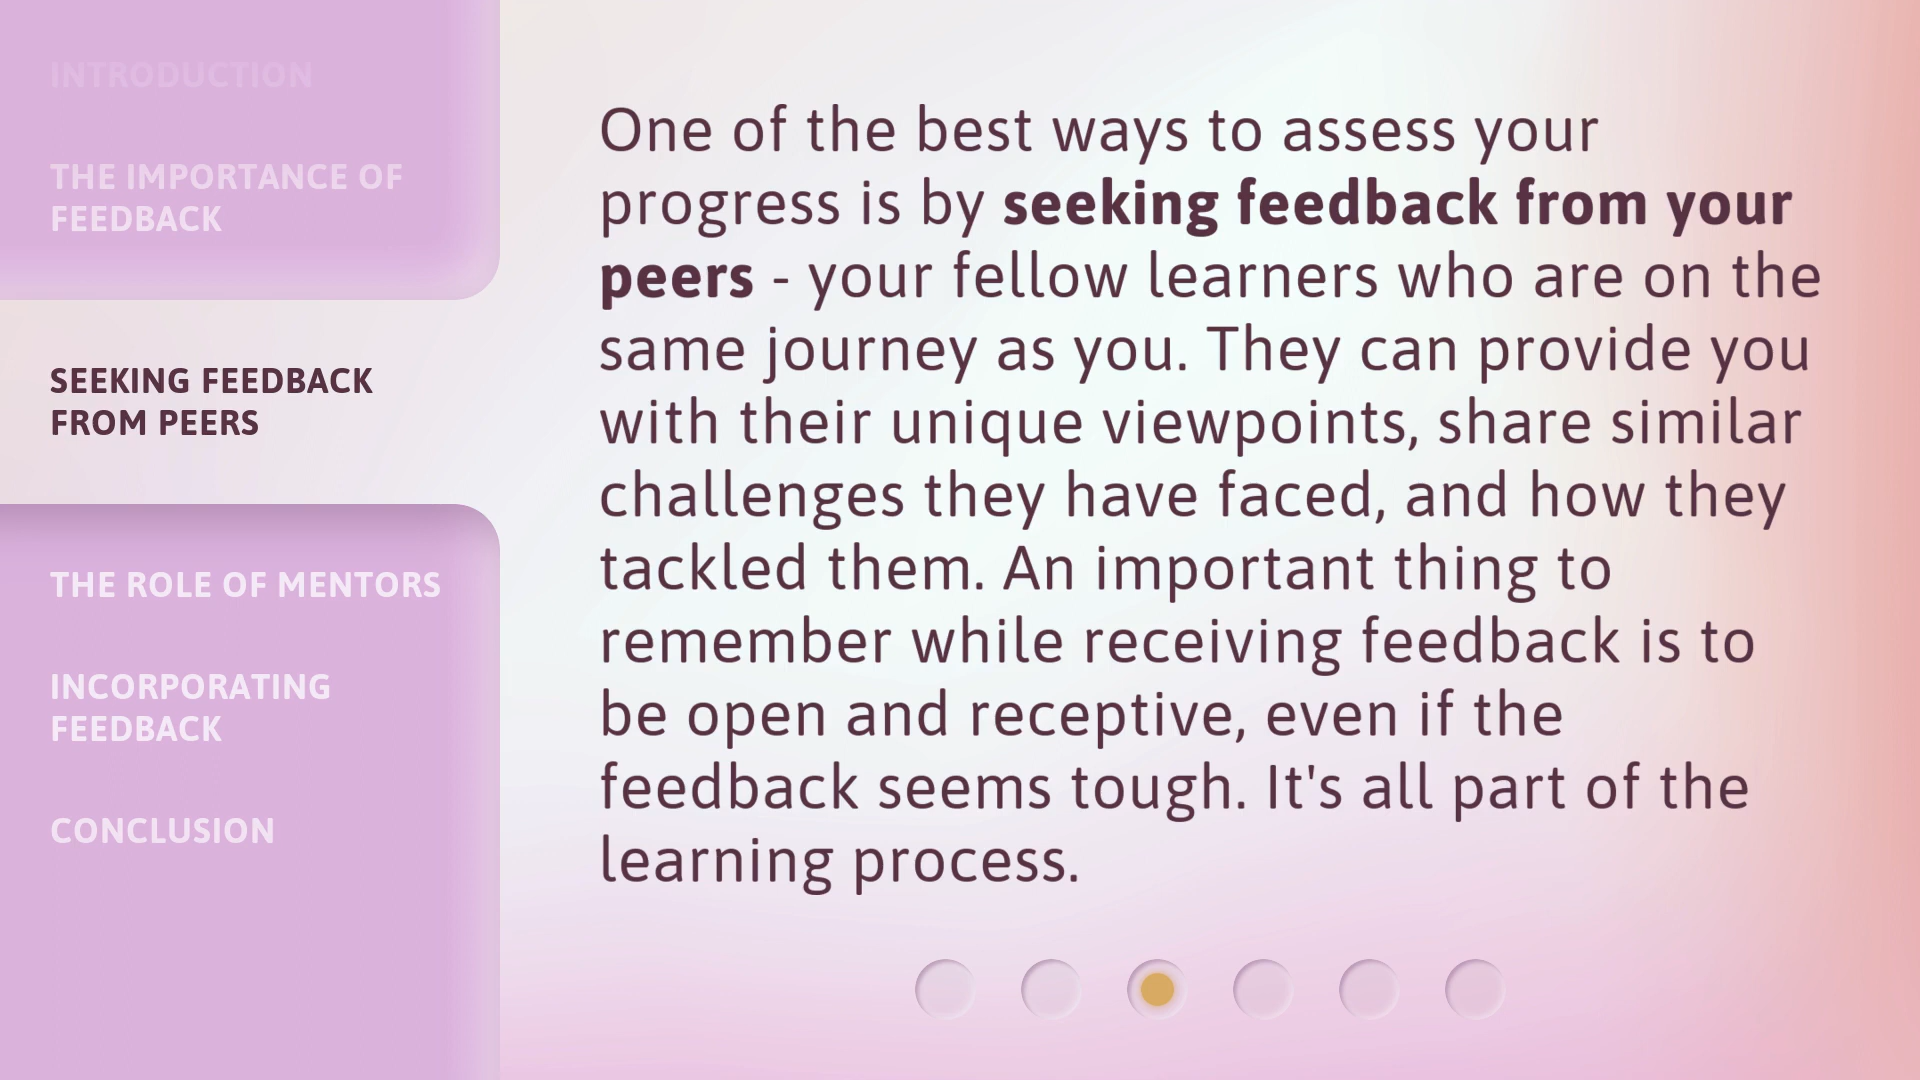 INTRODUCTION
THE IMPORTANCE OF
FEEDBACK
SEEKING FEEDBACK
FROM PEERS
THE ROLE OF MENTORS
INCORPORATING
FEEDBACK
CONCLUSION
One of the best ways to assess your
progress is by seeking feedback from your
peers - your fellow learners who are on the
same journey as you. They can provide you
with their unique viewpoints, share similar
challenges they have faced, and how they
tackled them. An important thing to
remember while receiving feedback is to
be open and receptive, even if the
feedback seems tough. It's all part of the
learning process.